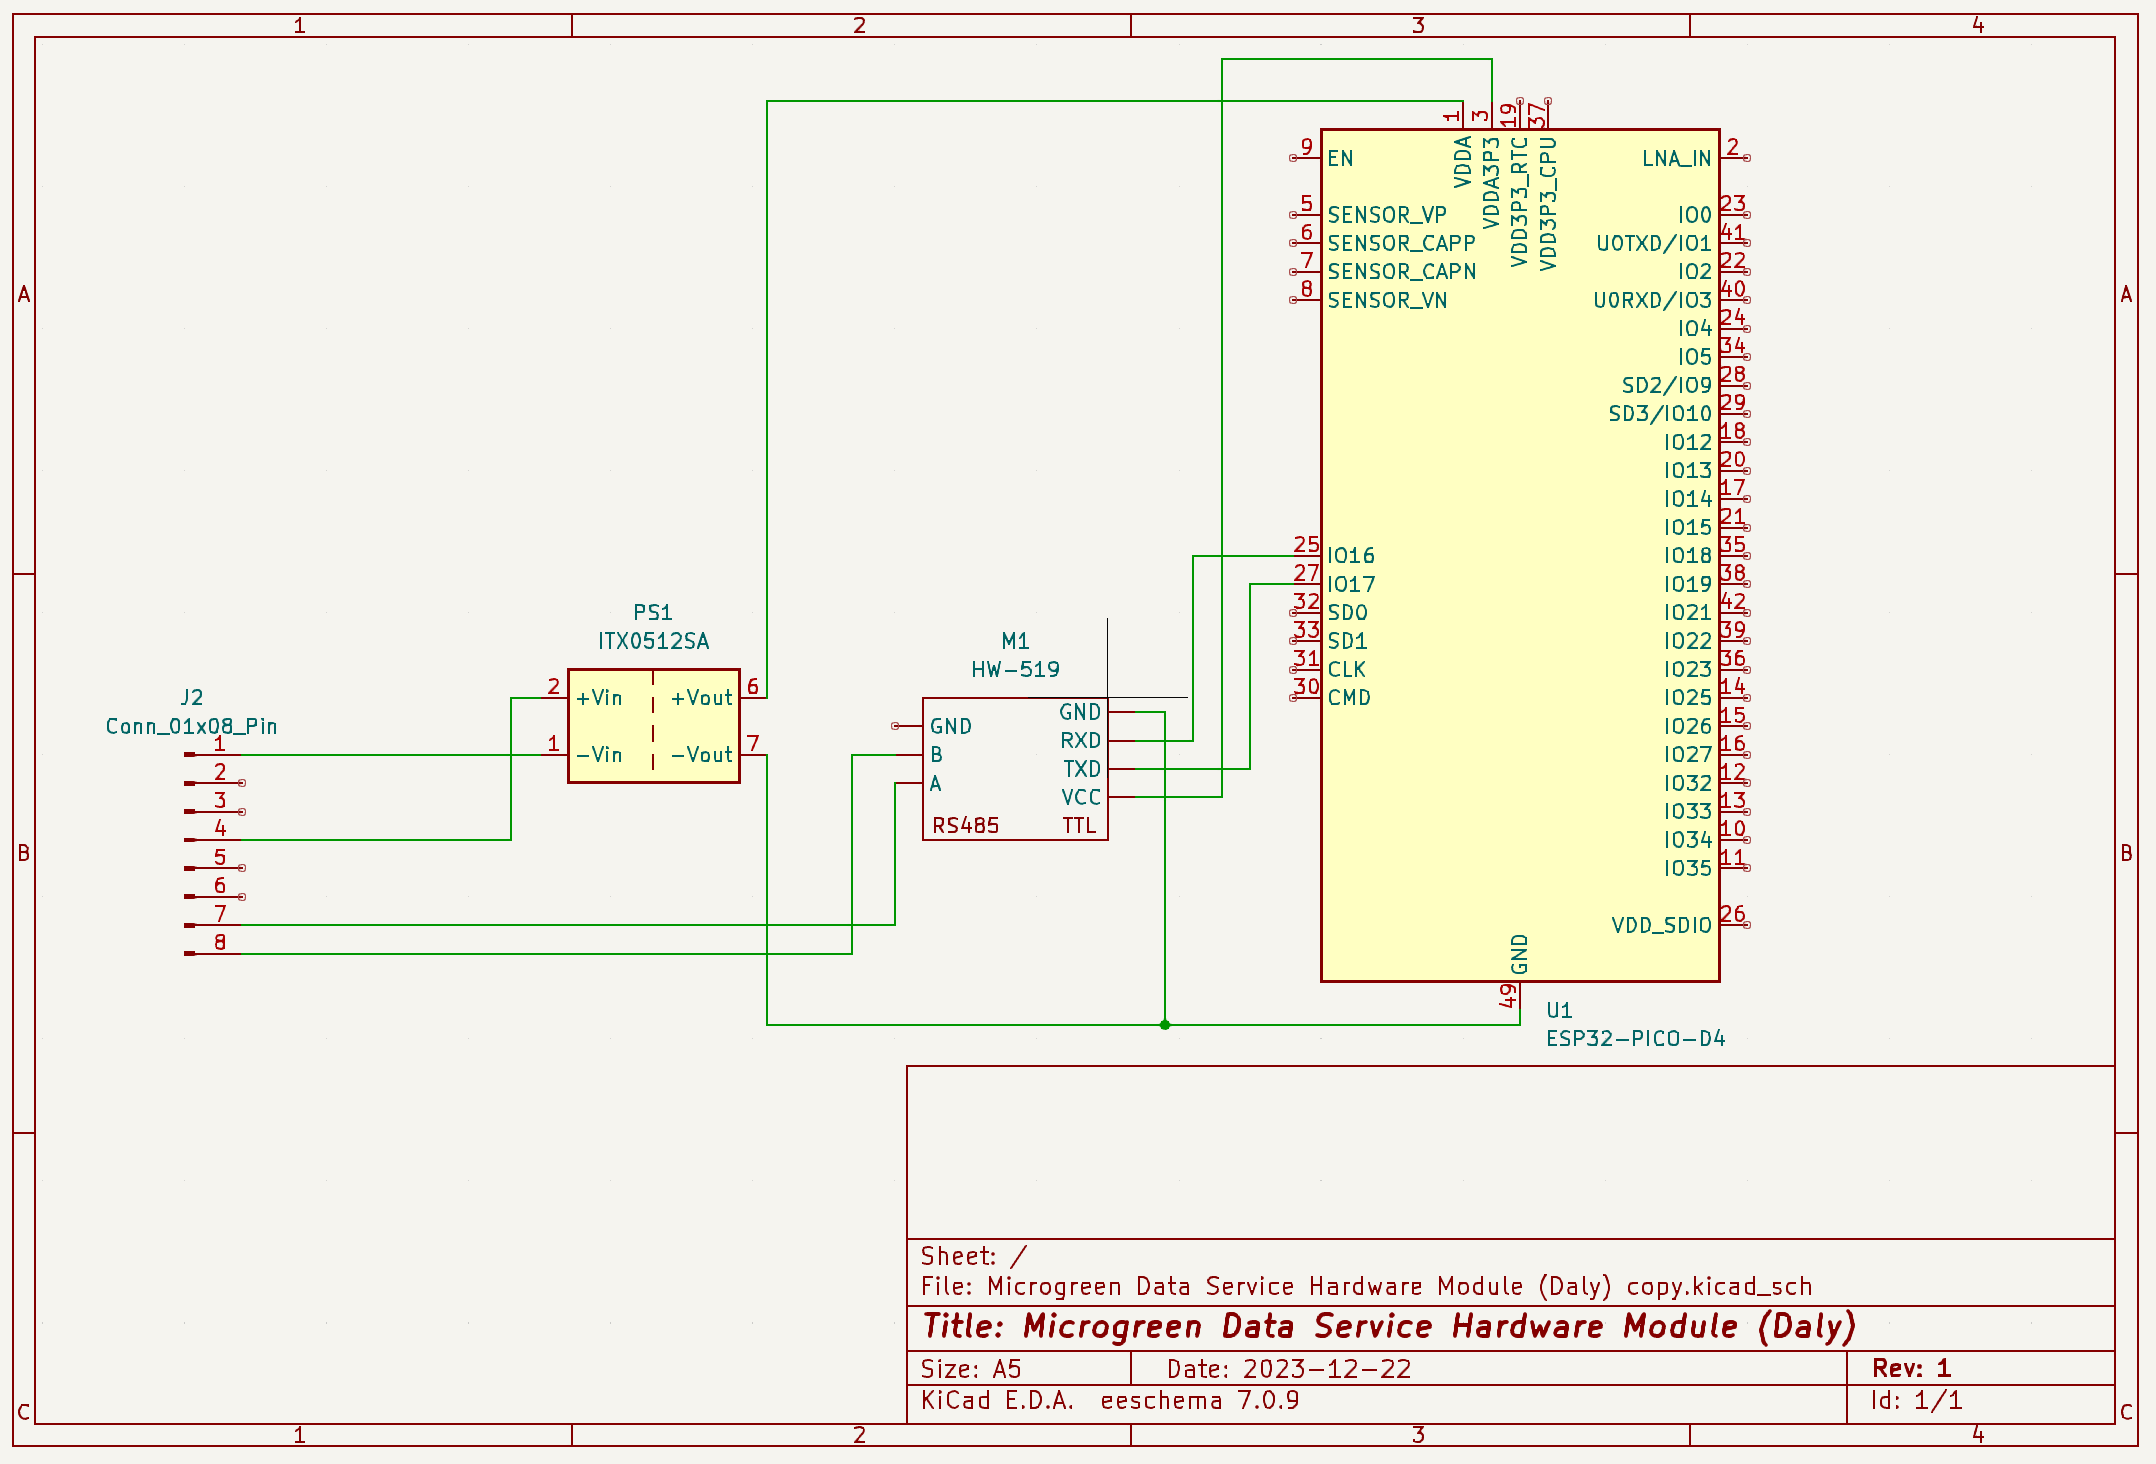 1 2 3 4
A A
B B
C C
J2
Conn_01x08_Pin
1
2
3
4
5
6
7
8
PS1
ITX0512SA
2 +Vin +Vout 6
1 -Vin -Vout 7
M1
HW-519
GND
B
A
GND
RXD
TXD
VCC
RS485 TTL
1 VDDA
3 VDDA3P3
19 VDD3P3_RTC
37 VDD3P3_CPU
9 EN
5 SENSOR_VP
6 SENSOR_CAPP
7 SENSOR_CAPN
8 SENSOR_VN
25 IO16
27 IO17
32 SD0
33 SD1
31 CLK
30 CMD
LNA_IN 2
IO0 23
U0TXD/IO1 41
IO2 22
U0RXD/IO3 40
IO4 24
IO5 34
SD2/IO9 28
SD3/IO10 29
IO12 18
IO13 20
IO14 17
IO15 21
IO18 35
IO19 38
IO21 42
IO22 39
IO23 36
IO25 14
IO26 15
IO27 16
IO32 12
IO33 13
IO34 10
IO35 11
VDD_SDIO 26
GND 49
U1
ESP32-PICO-D4
Sheet: /
File: Microgreen Data Service Hardware Module (Daly) copy.kicad_sch
Title: Microgreen Data Service Hardware Module (Daly)
Size: A5 Date: 2023-12-22 Rev: 1
KiCad E.D.A. eeschema 7.0.9 Id: 1/1
1 2 3 4